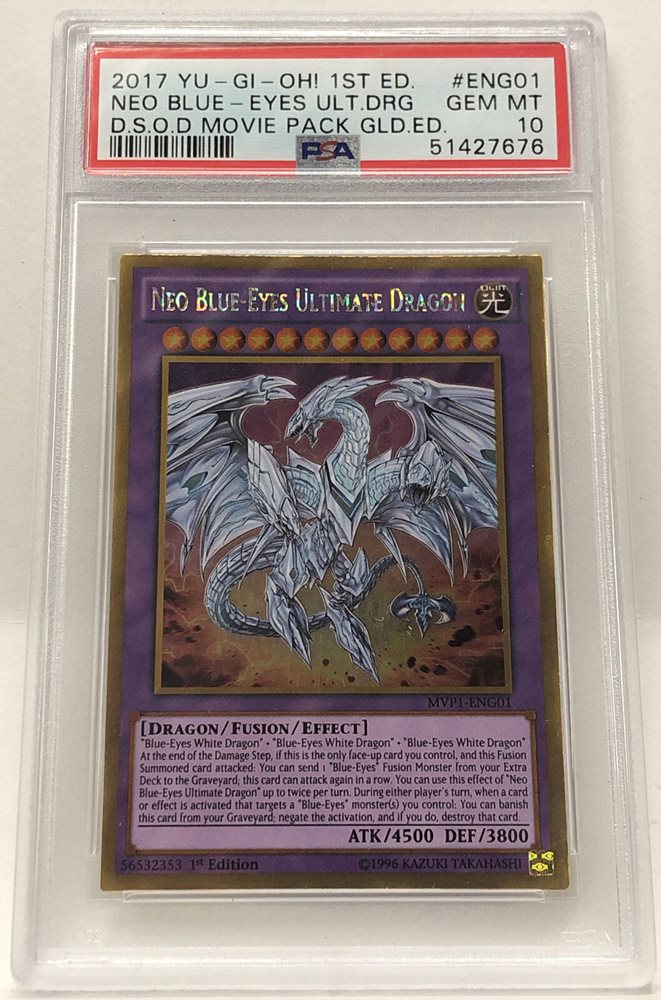 2017 YU-GI-OH! 1ST ED. #ENG01
NEO BLUE-EYES ULT.DRG GEM MT
D.S.O.D MOVIE PACK GLD.ED. 10
PSA 51427676
NEO BLUE-EYES ULTIMATE DRAGON
LIGHT
光
MVP1-ENG01
[DRAGON/FUSION/EFFECT]
"Blue-Eyes White Dragon" + "Blue-Eyes White Dragon" + "Blue-Eyes White Dragon"
At the end of the Damage Step, if this is the only face-up card you control, and this Fusion
Summoned card attacked: You can send 1 "Blue-Eyes" Fusion Monster from your Extra
Deck to the Graveyard; this card can attack again in a row. You can use this effect of "Neo
Blue-Eyes Ultimate Dragon" up to twice per turn. During either player's turn, when a card
or effect is activated that targets a "Blue-Eyes" monster(s) you control: You can banish
this card from your Graveyard; negate the activation, and if you do, destroy that card.
ATK/4500 DEF/3800
56532353 1st Edition ©1996 KAZUKI TAKAHASHI